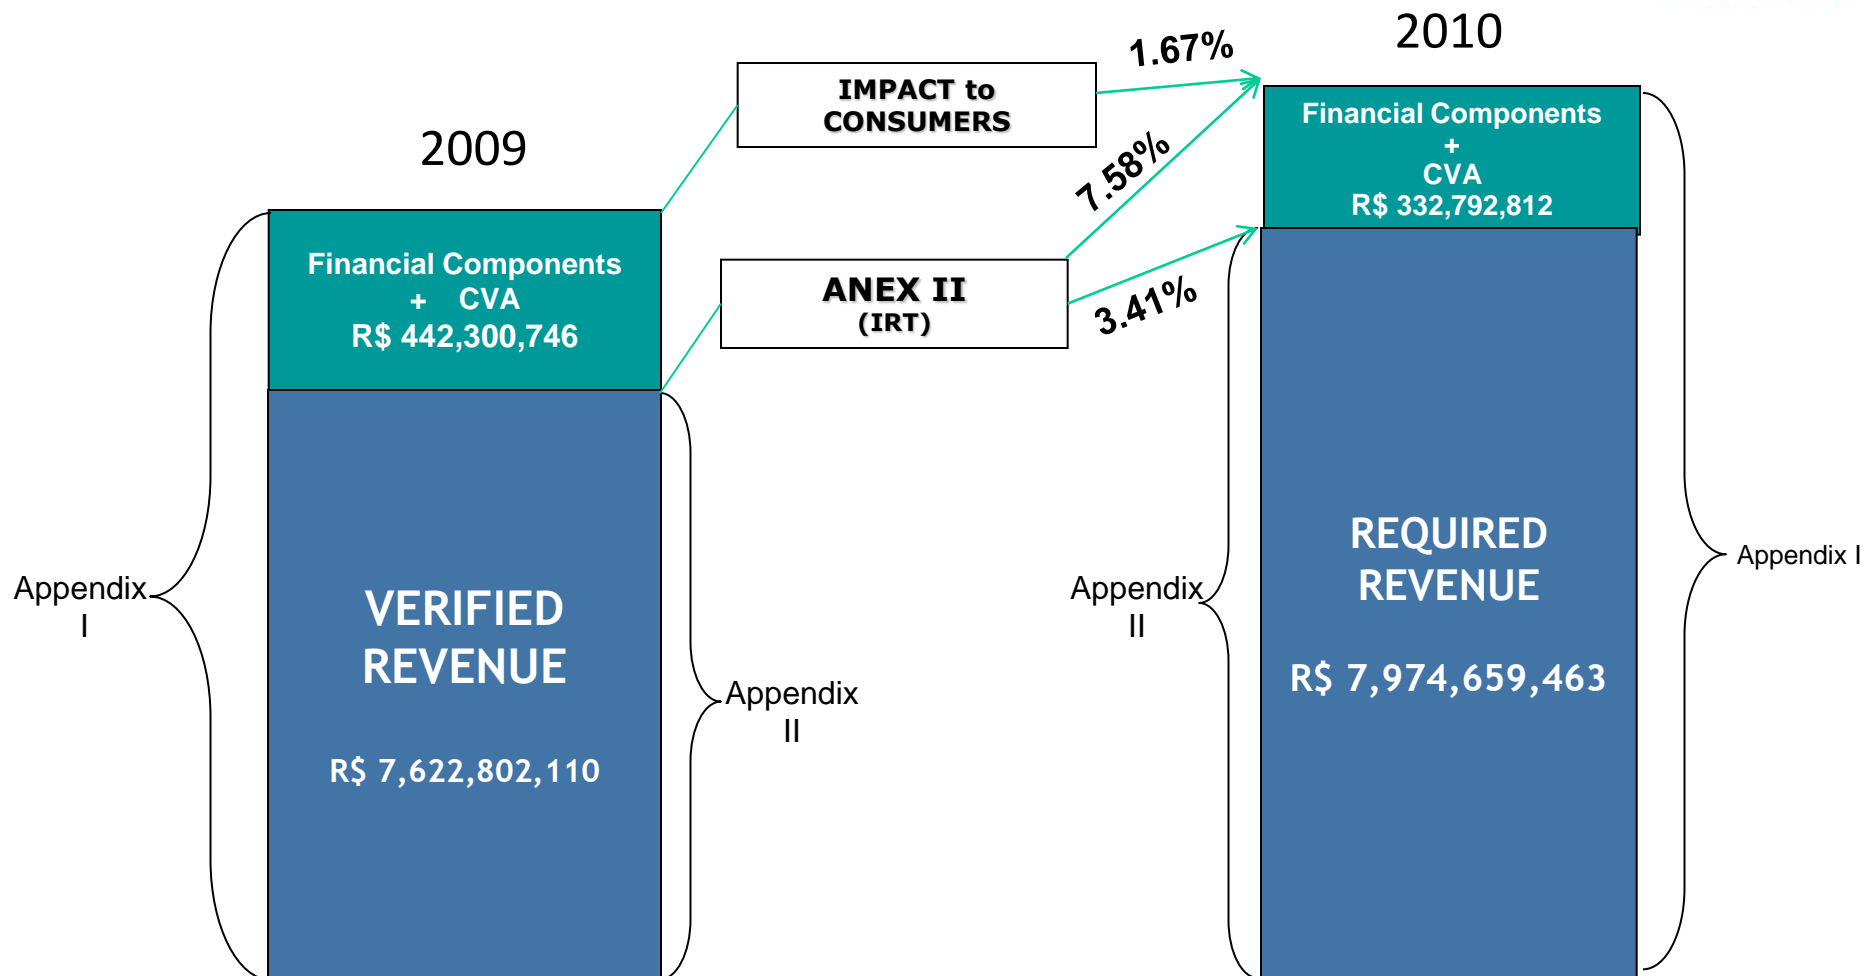 2009
2010
IMPACT to
CONSUMERS
1.67%
7.58%
3.41%
ANEX II
(IRT)
Financial Components
+ CVA
R$ 442,300,746
VERIFIED
REVENUE
R$ 7,622,802,110
Appendix
I
Appendix
II
Financial Components
+
CVA
R$ 332,792,812
REQUIRED
REVENUE
R$ 7,974,659,463
Appendix
II
Appendix I